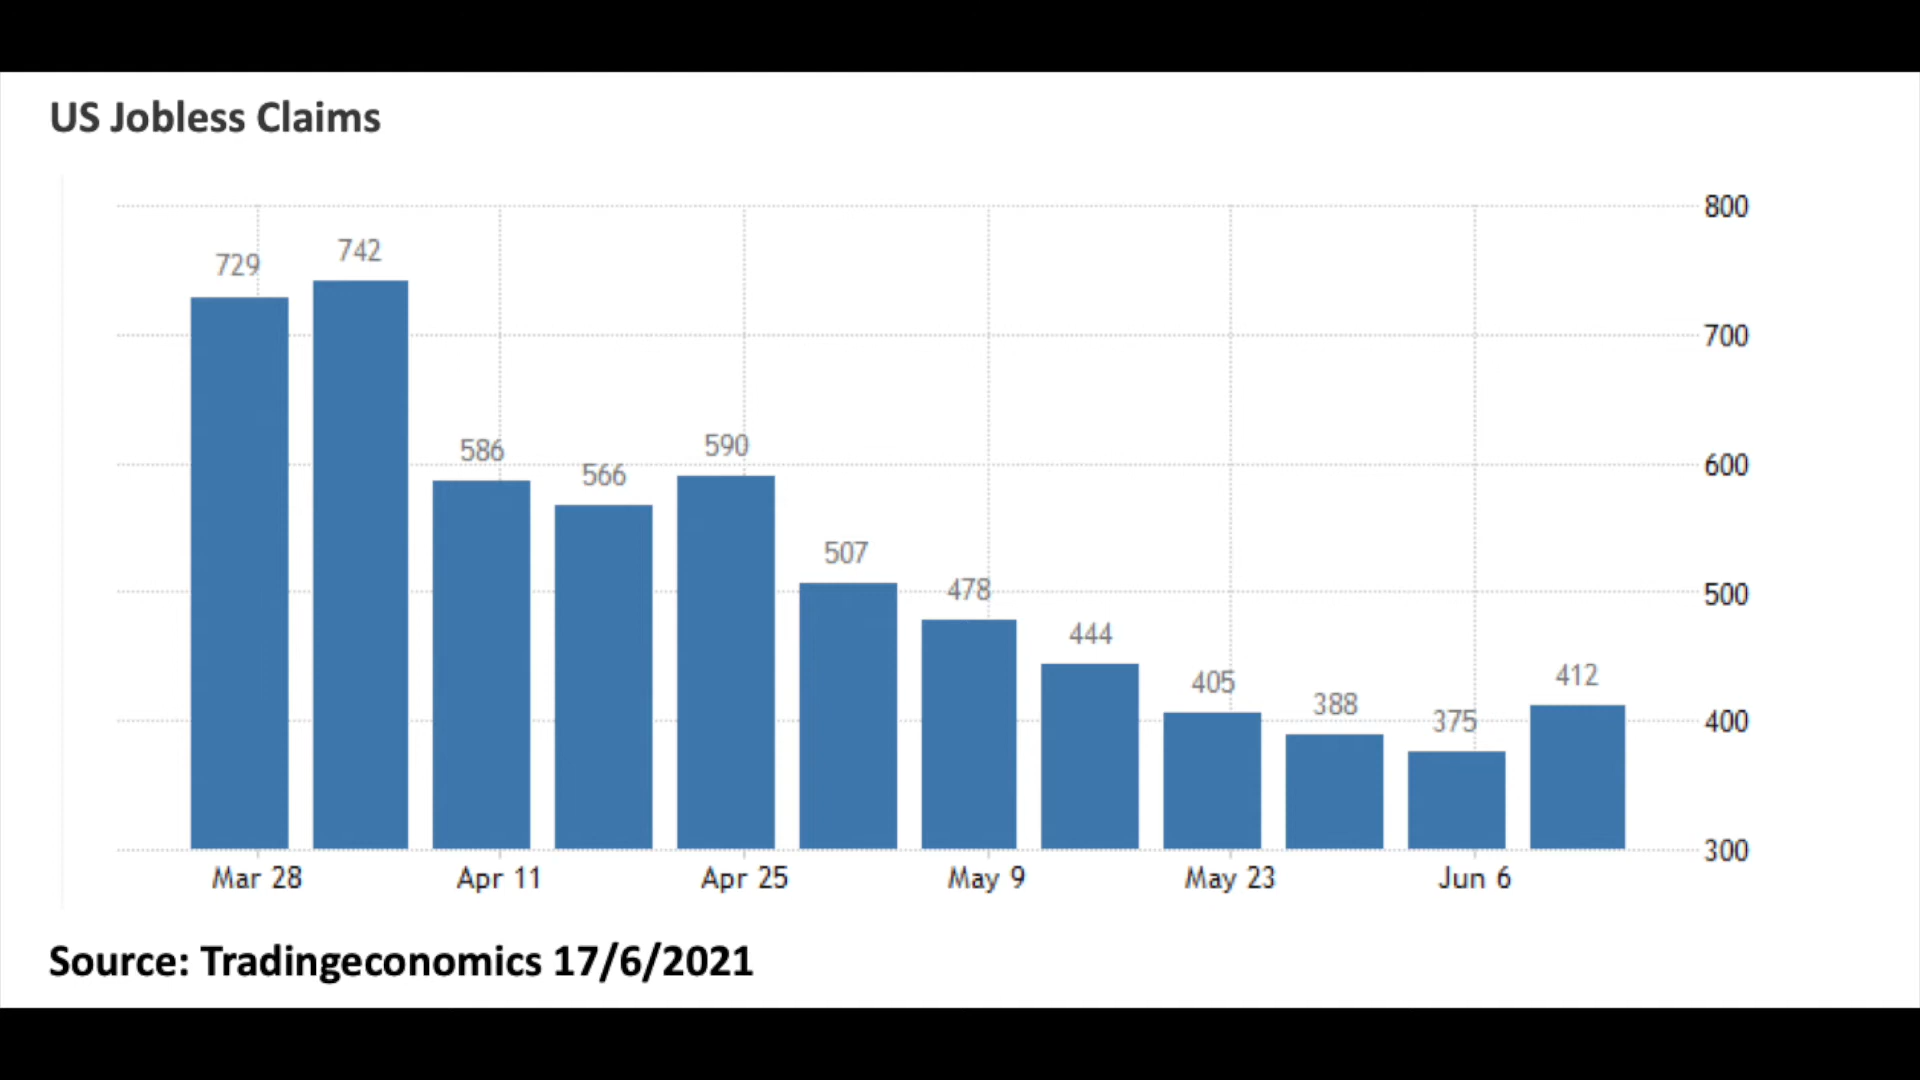 US Jobless Claims
800
729
742
700
586
566
590
600
507
478
500
444
405
388
375
412
400
300
Mar 28
Apr 11
Apr 25
May 9
May 23
Jun 6
Source: Tradingeconomics 17/6/2021